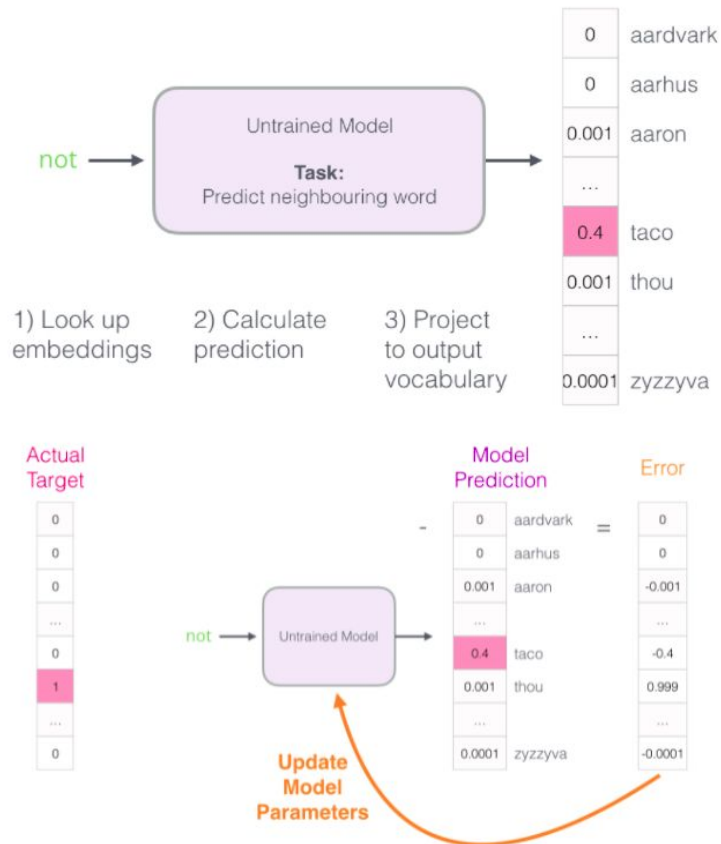 0 aardvark
0 aarhus
Untrained Model
0.001 aaron
not
Task:
Predict neighbouring word
...
0.4 taco
1) Look up
embeddings
2) Calculate
prediction
3) Project
to output
vocabulary
0.001 thou
...
0.0001 zyzzyva
Actual
Target
Model
Prediction
Error
0
0
0
...
0
1
...
0
not
Untrained Model
-
0 aardvark
0 aarhus
0.001 aaron
...
0.4 taco
0.001 thou
...
0.0001 zyzzyva
=
0
0
-0.001
...
-0.4
0.999
...
-0.0001
Update
Model
Parameters